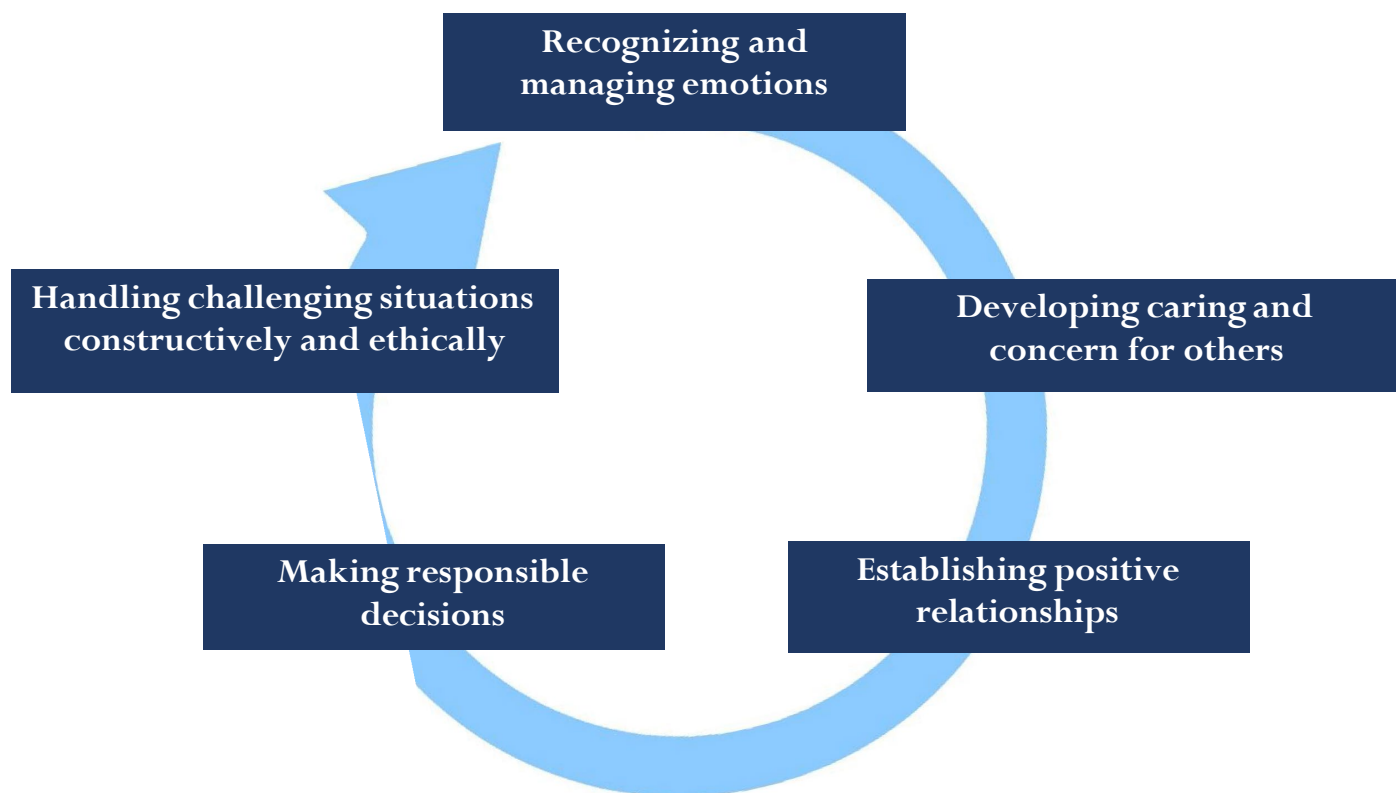 Recognizing and
managing emotions
Developing caring and
concern for others
Establishing positive
relationships
Making responsible
decisions
Handling challenging situations
constructively and ethically